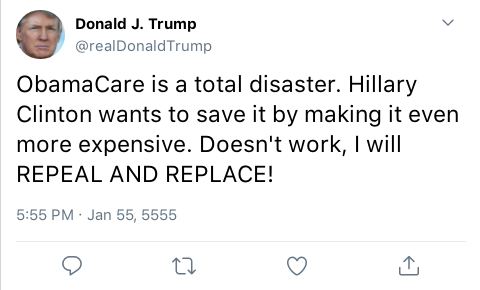 Donald J. Trump
@realDonaldTrump
ObamaCare is a total disaster. Hillary
Clinton wants to save it by making it even
more expensive. Doesn't work, I will
REPEAL AND REPLACE!
5:55 PM · Jan 55, 5555